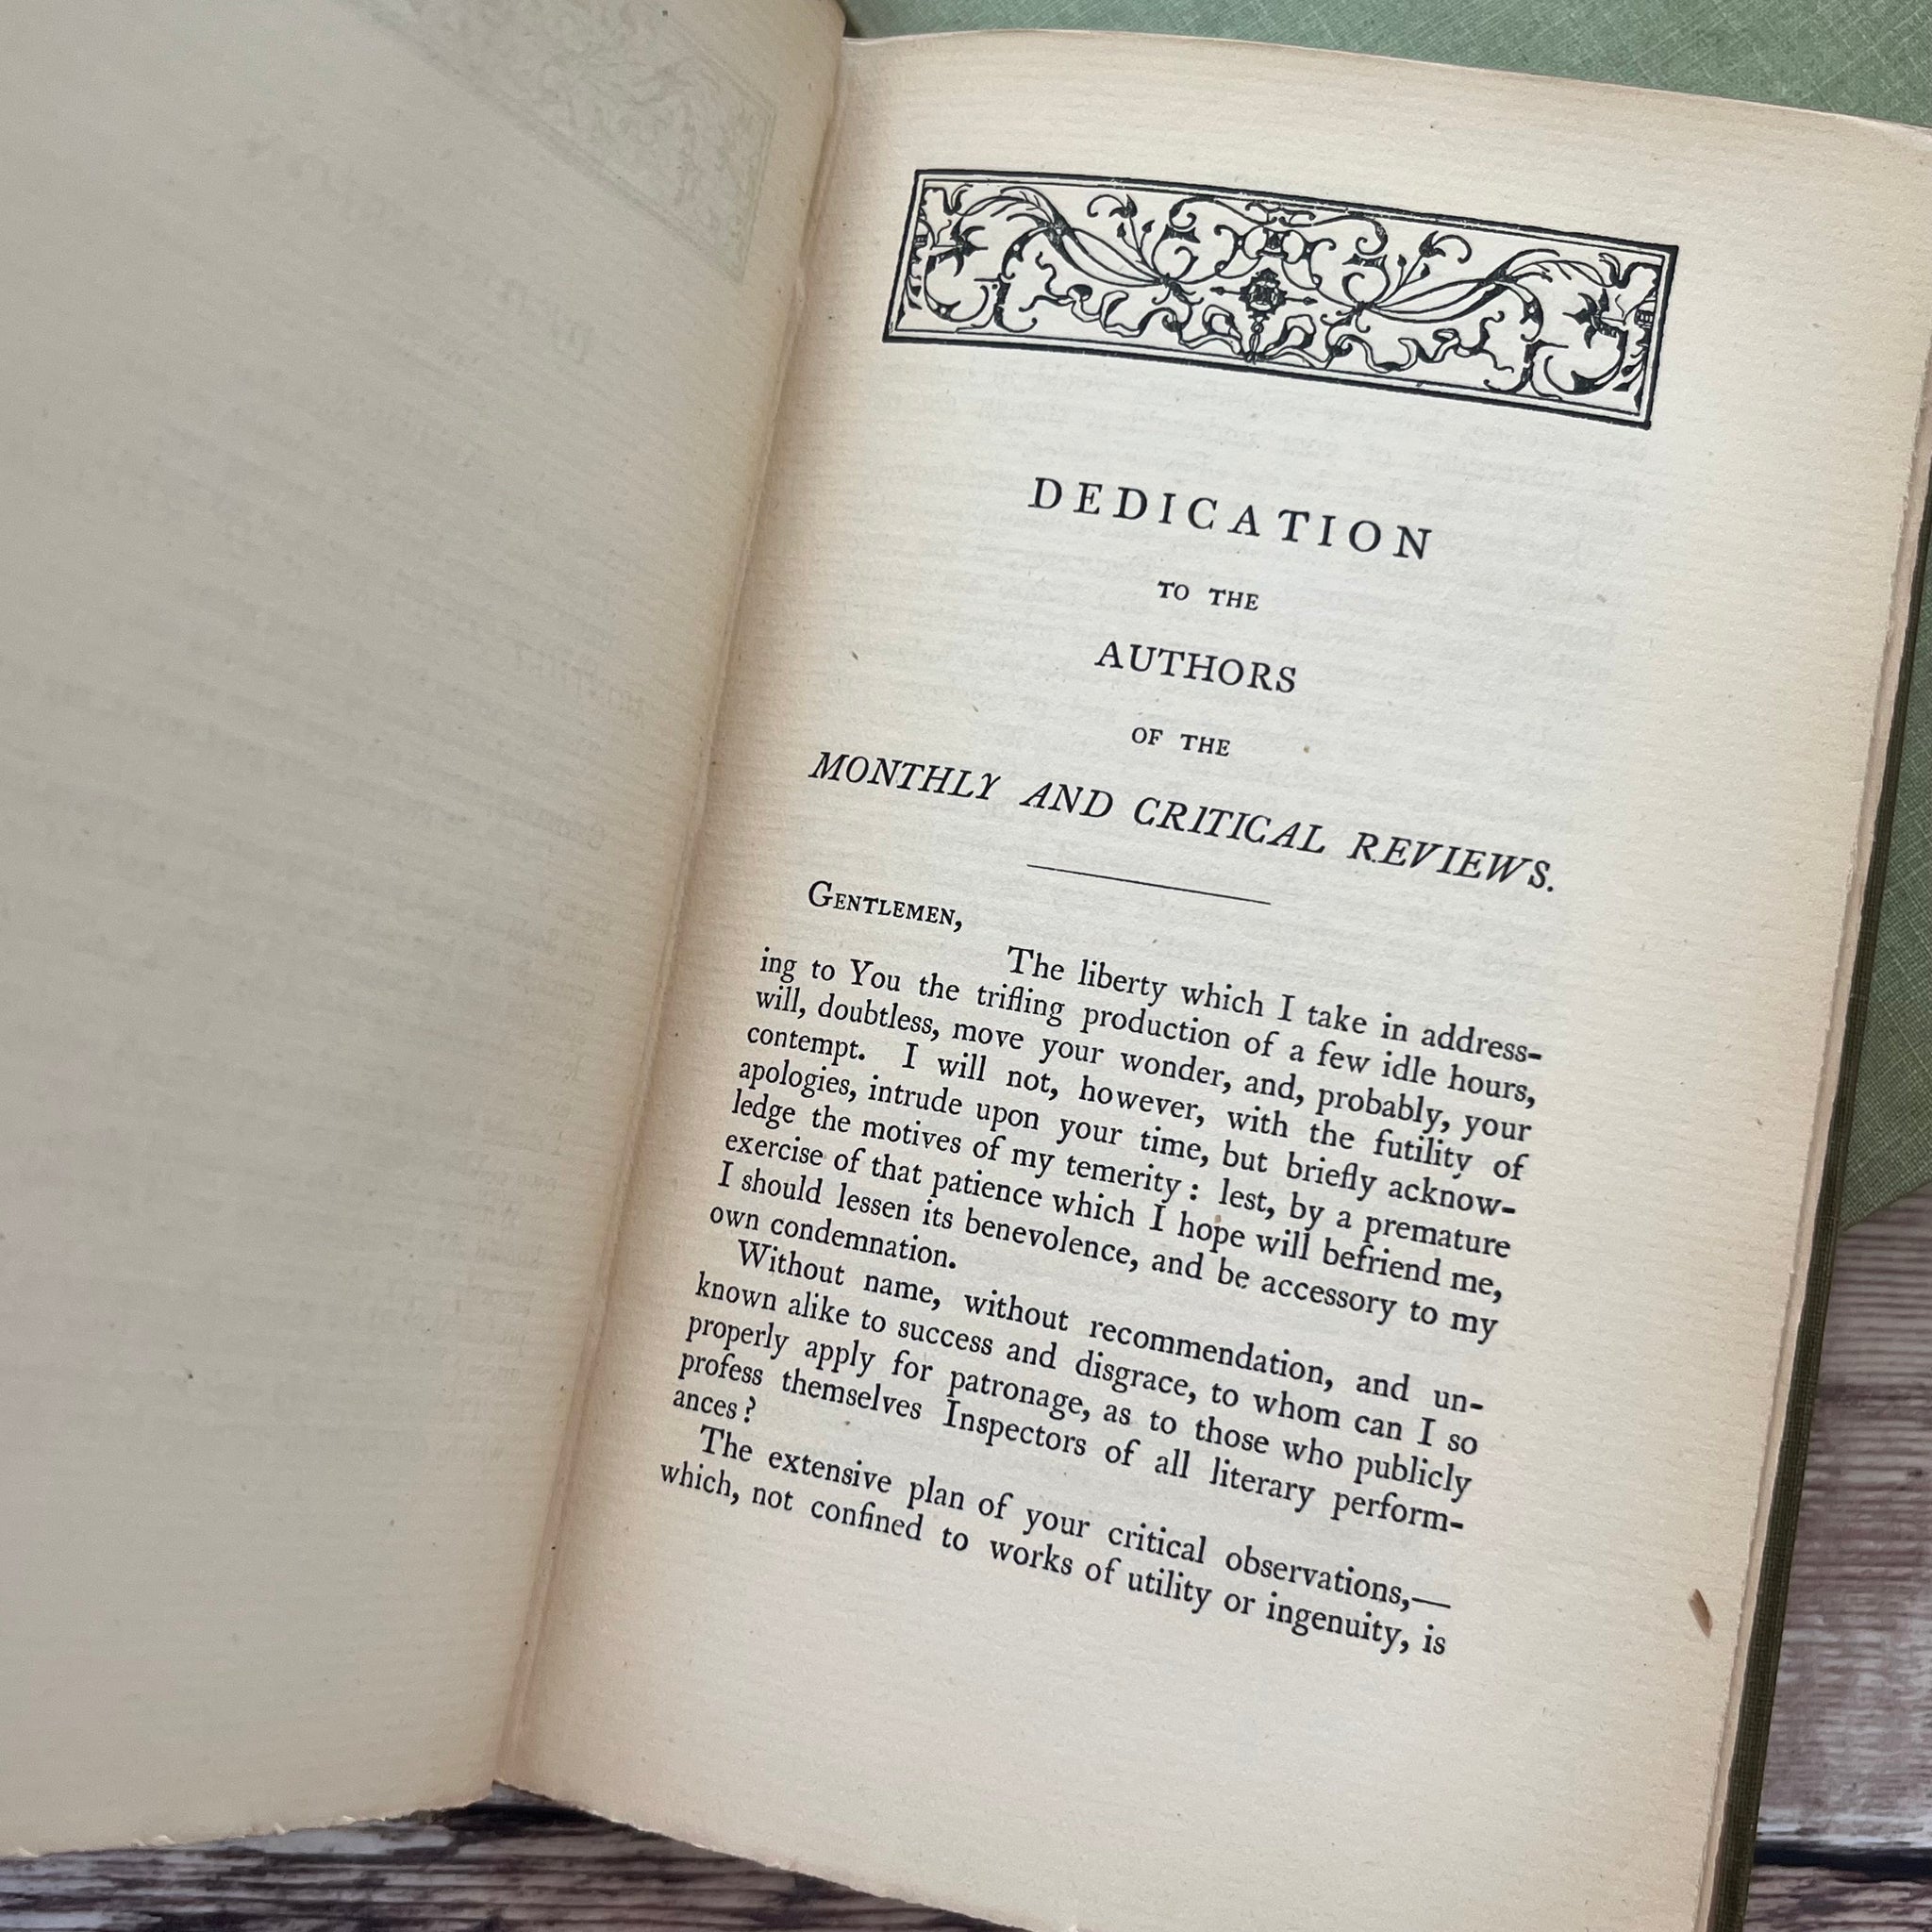 DEDICATION
TO THE
AUTHORS
OF THE
MONTHLY AND CRITICAL REVIEWS.
GENTLEMEN,
The liberty which I take in address-
ing to You the trifling production of a few idle hours,
will, doubtless, move your wonder, and, probably, your
contempt. I will not, however, with the futility of
apologies, intrude upon your time, but briefly acknow-
ledge the motives of my temerity: lest, by a premature
exercise of that patience which I hope will befriend me,
I should lessen its benevolence, and be accessory to my
own condemnation.
Without name, without recommendation, and un-
known alike to success and disgrace, to whom can I so
properly apply for patronage, as to those who publicly
profess themselves Inspectors of all literary perform-
ances?
The extensive plan of your critical observations,—
which, not confined to works of utility or ingenuity, is